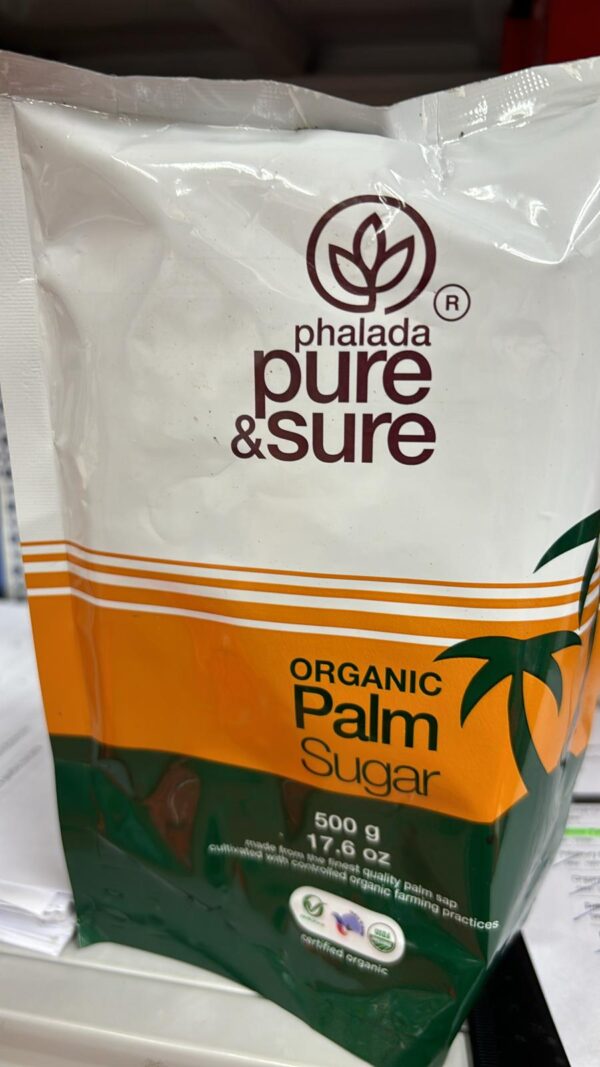 ®
phalada
pure
&sure
ORGANIC
Palm
Sugar
500 g
17.6 oz
made from the finest quality palm sap
cultivated with controlled organic farming practices
USDA
certified organic